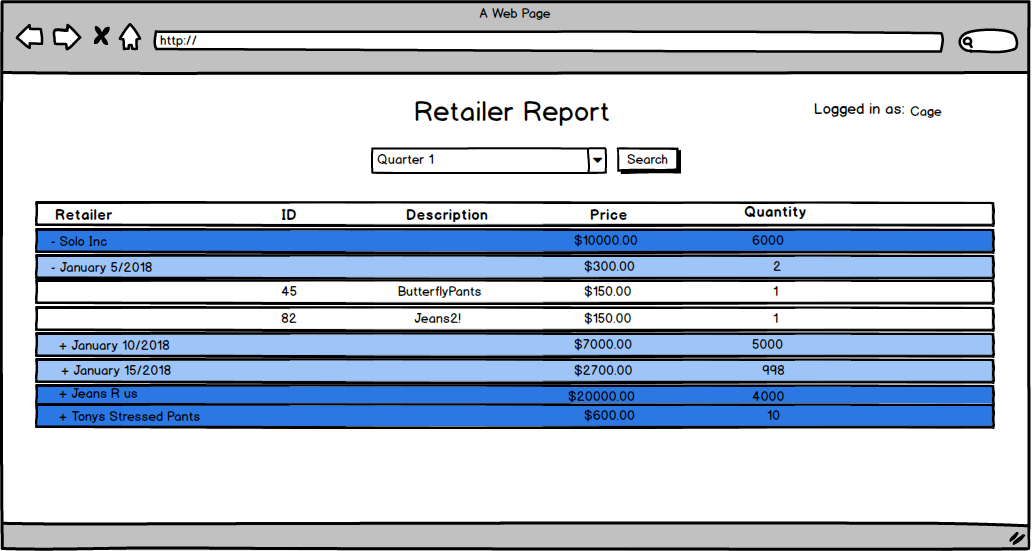 A Web Page
http://
Retailer Report
Logged in as: Cage
Quarter 1 Search
Retailer ID Description Price Quantity
- Solo Inc $10000.00 6000
- January 5/2018 $300.00 2
45 ButterflyPants $150.00 1
82 Jeans2! $150.00 1
+ January 10/2018 $7000.00 5000
+ January 15/2018 $2700.00 998
+ Jeans R us $20000.00 4000
+ Tonys Stressed Pants $600.00 10